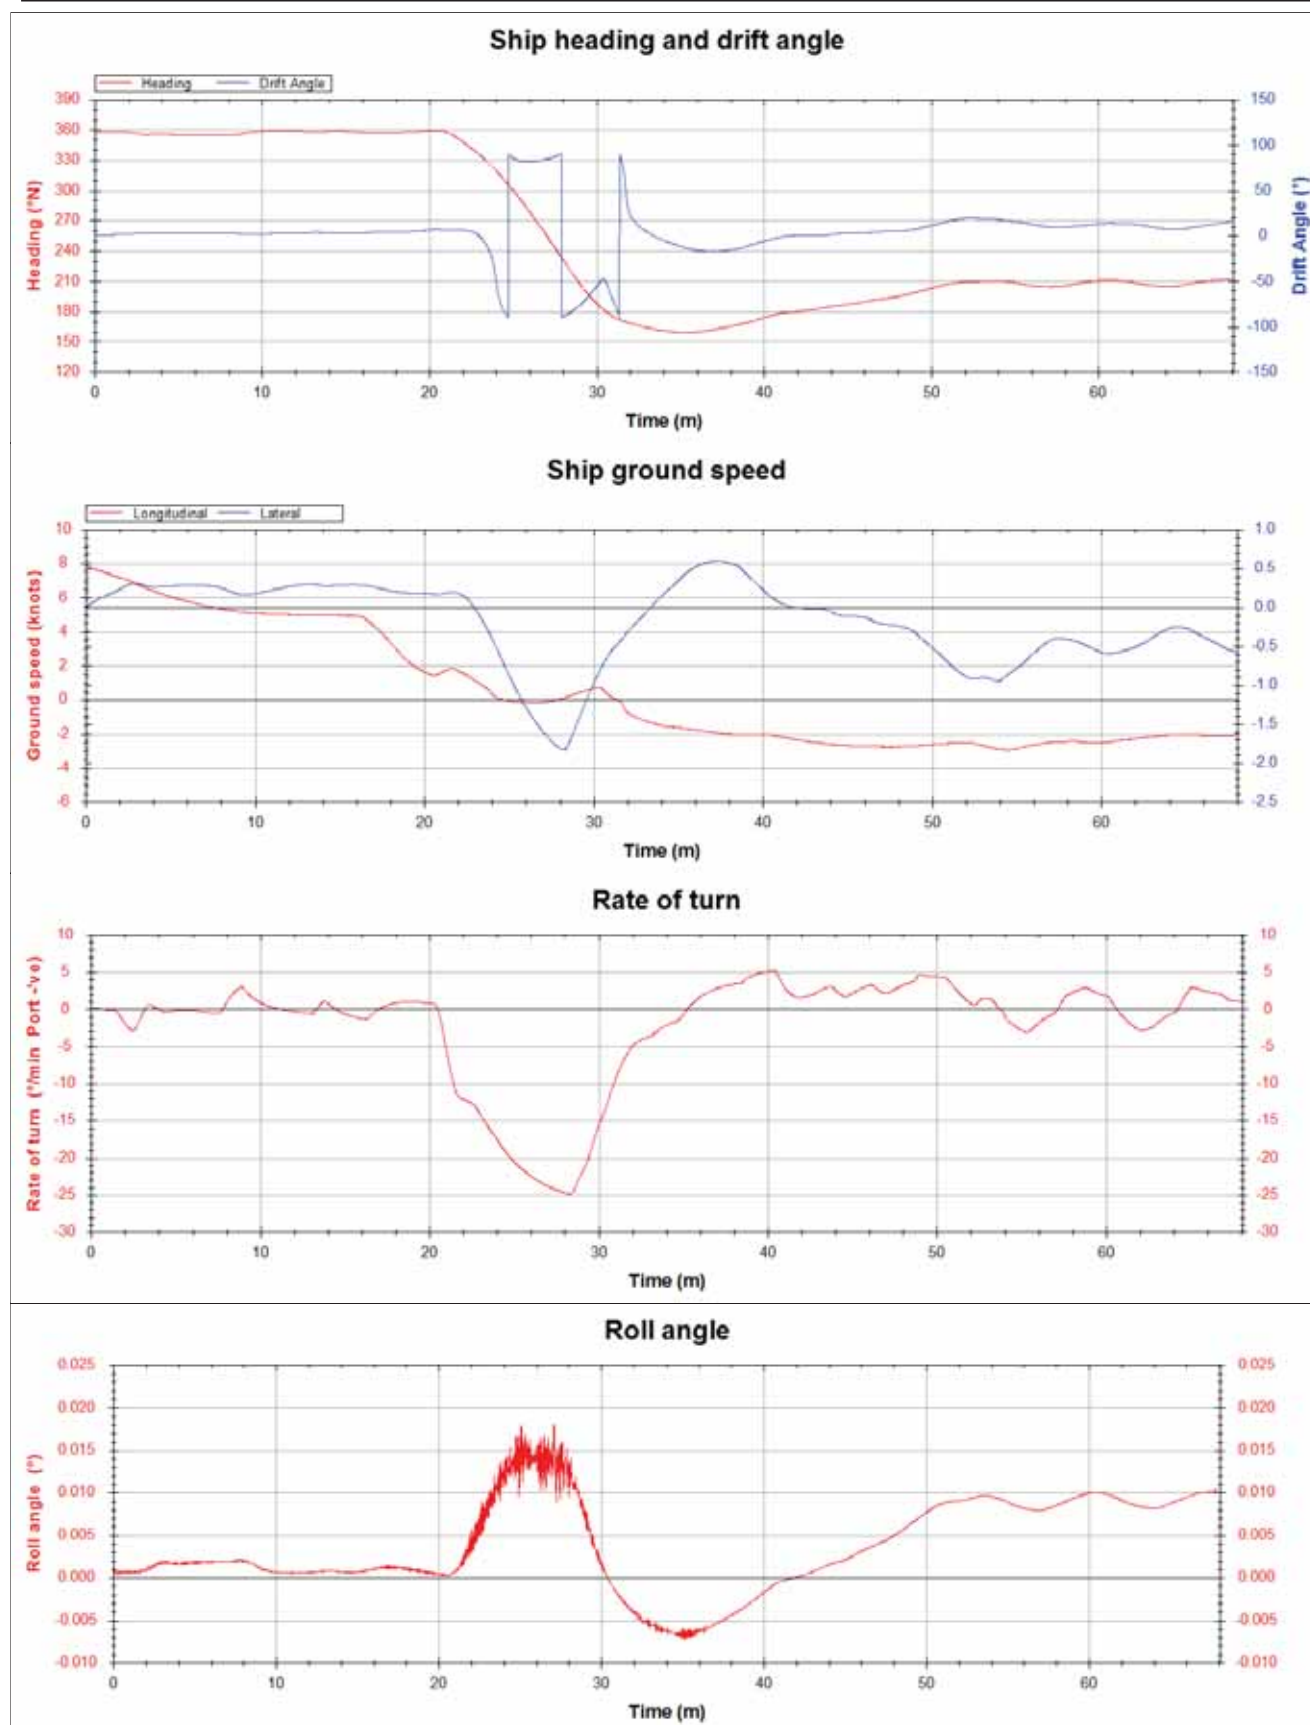 Ship heading and drift angle
Heading Drift Angle
390 150
360 100
330
300 50
270
240 0
210 -50
180
150 -100
120 -150
Heading (°N)
Drift Angle (°)
0 10 20 30 40 50 60
Time (m)
Ship ground speed
Longitudinal Lateral
10 1.0
8 0.5
6 0.0
4 -0.5
2 -1.0
0 -1.5
-2 -2.0
-4 -2.5
-6
Ground speed (knots)
0 10 20 30 40 50 60
Time (m)
Rate of turn
10 10
5 5
0 0
-5 -5
-10 -10
-15 -15
-20 -20
-25 -25
-30 -30
Rate of turn (°/min Port -'ve)
0 10 20 30 40 50 60
Time (m)
Roll angle
0.025 0.025
0.020 0.020
0.015 0.015
0.010 0.010
0.005 0.005
0.000 0.000
-0.005 -0.005
-0.010 -0.010
Roll angle (°)
0 10 20 30 40 50 60
Time (m)